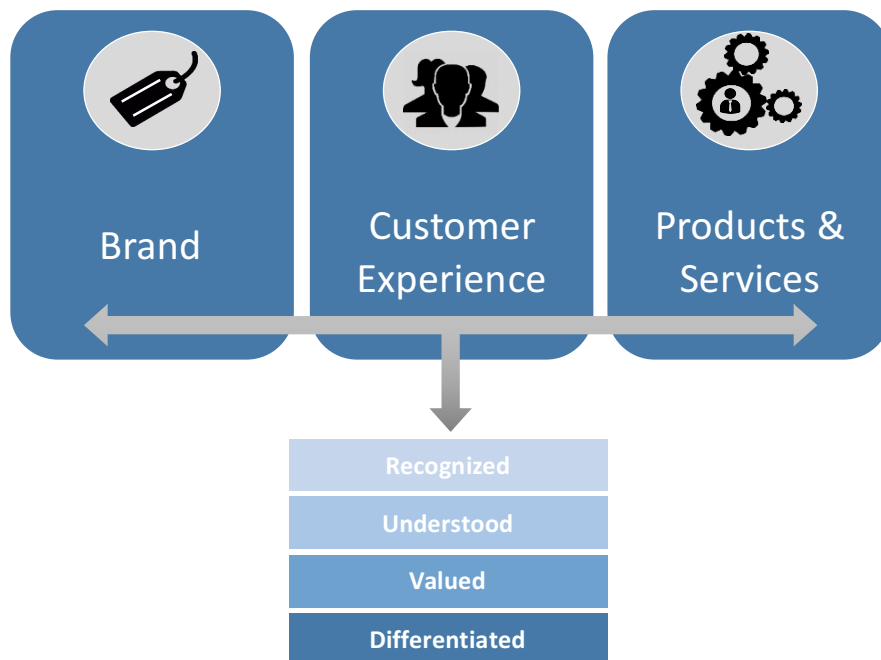 Brand
Customer
Experience
Products &
Services
Recognized
Understood
Valued
Differentiated